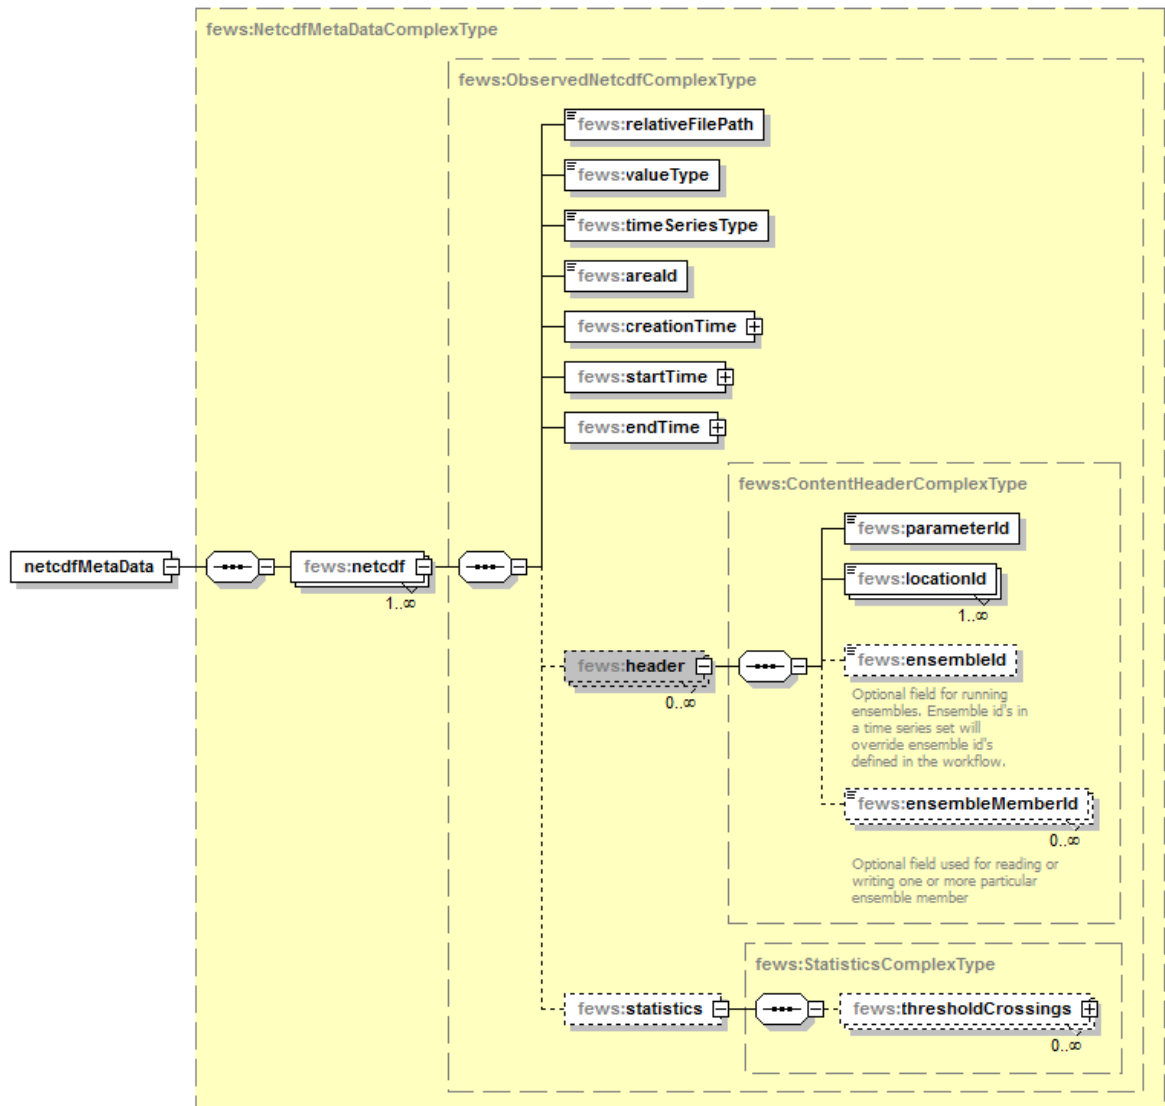 fews:NetcdfMetaDataComplexType
fews:ObservedNetcdfComplexType
fews:relativeFilePath
fews:valueType
fews:timeSeriesType
fews:areaId
fews:creationTime
fews:startTime
fews:endTime
fews:ContentHeaderComplexType
fews:parameterId
netcdfMetaData
fews:netcdf
1..∞
fews:locationId
1..∞
fews:header
0..∞
fews:ensembleId
Optional field for running
ensembles. Ensemble id's in
a time series set will
override ensemble id's
defined in the workflow.
fews:ensembleMemberId
0..∞
Optional field used for reading or
writing one or more particular
ensemble member
fews:StatisticsComplexType
fews:statistics
fews:thresholdCrossings
0..∞